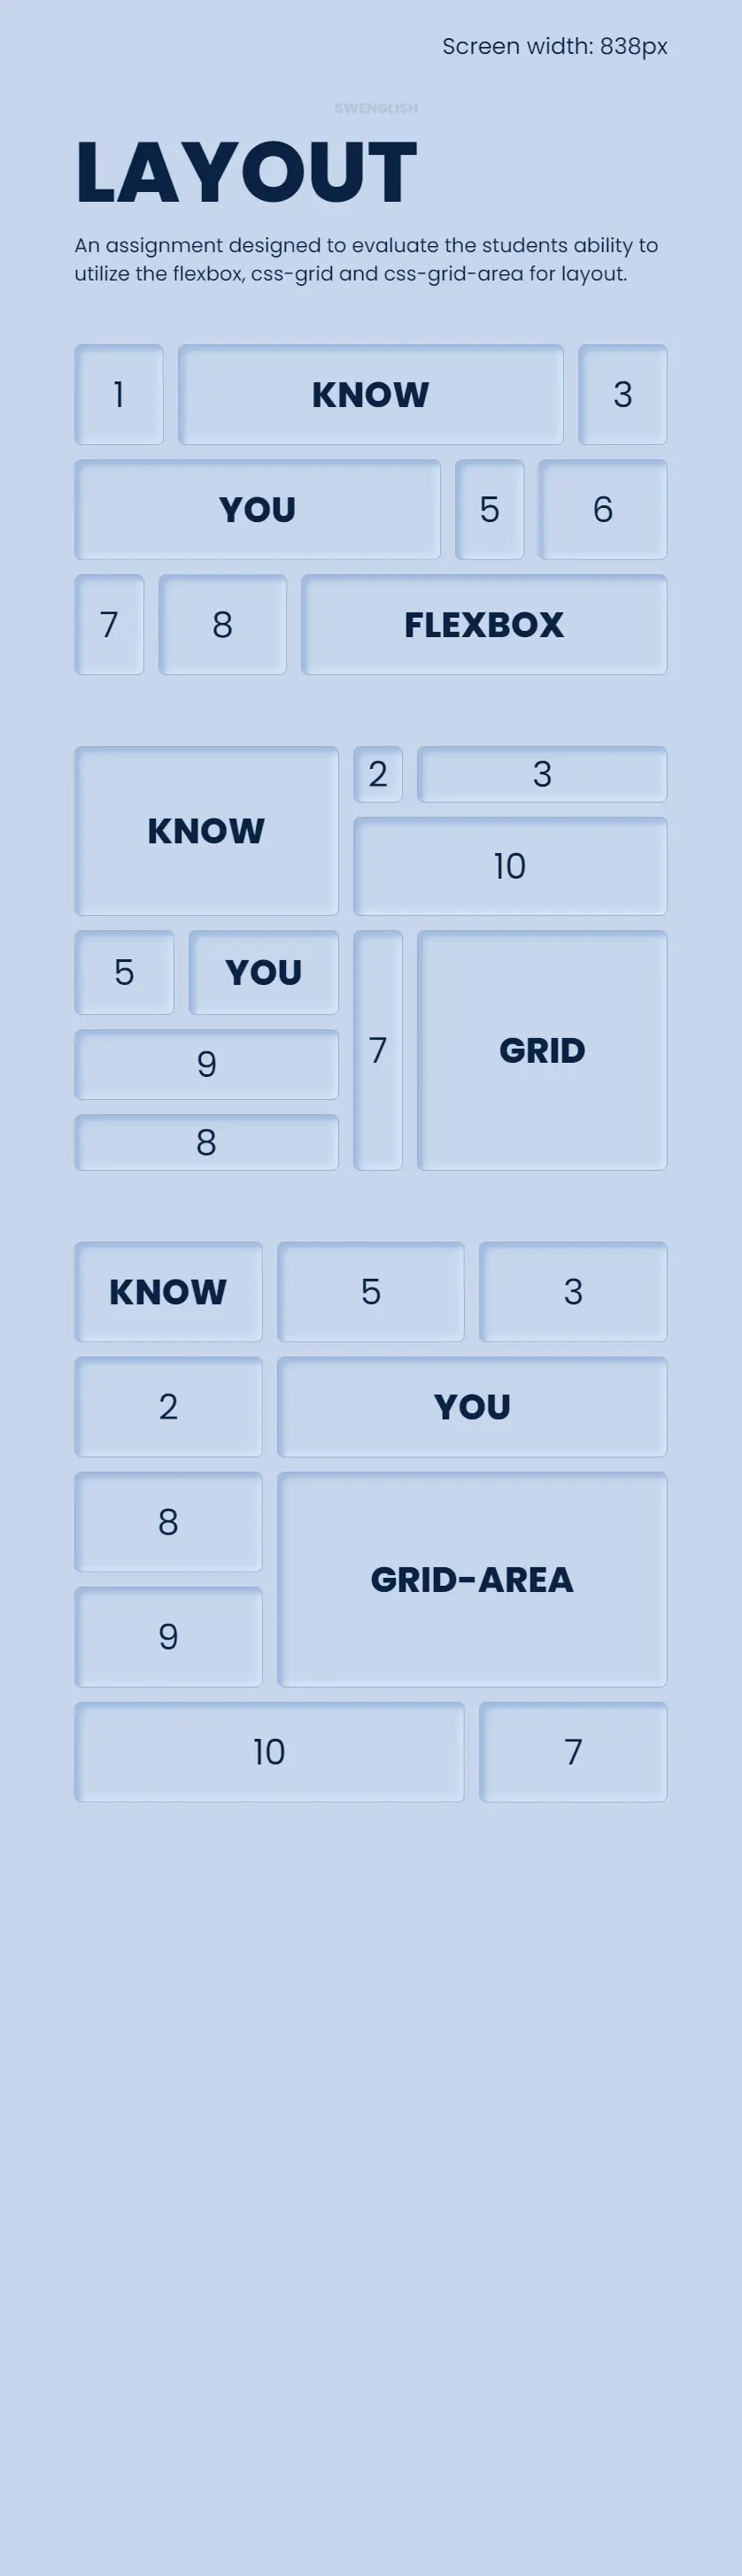 Screen width: 838px
SWENGLISH
LAYOUT
An assignment designed to evaluate the students ability to
utilize the flexbox, css-grid and css-grid-area for layout.
1 KNOW 3
YOU 5 6
7 8 FLEXBOX
KNOW 2 3
10
5 YOU 7 GRID
9
8
KNOW 5 3
2 YOU
8 GRID-AREA
9
10 7